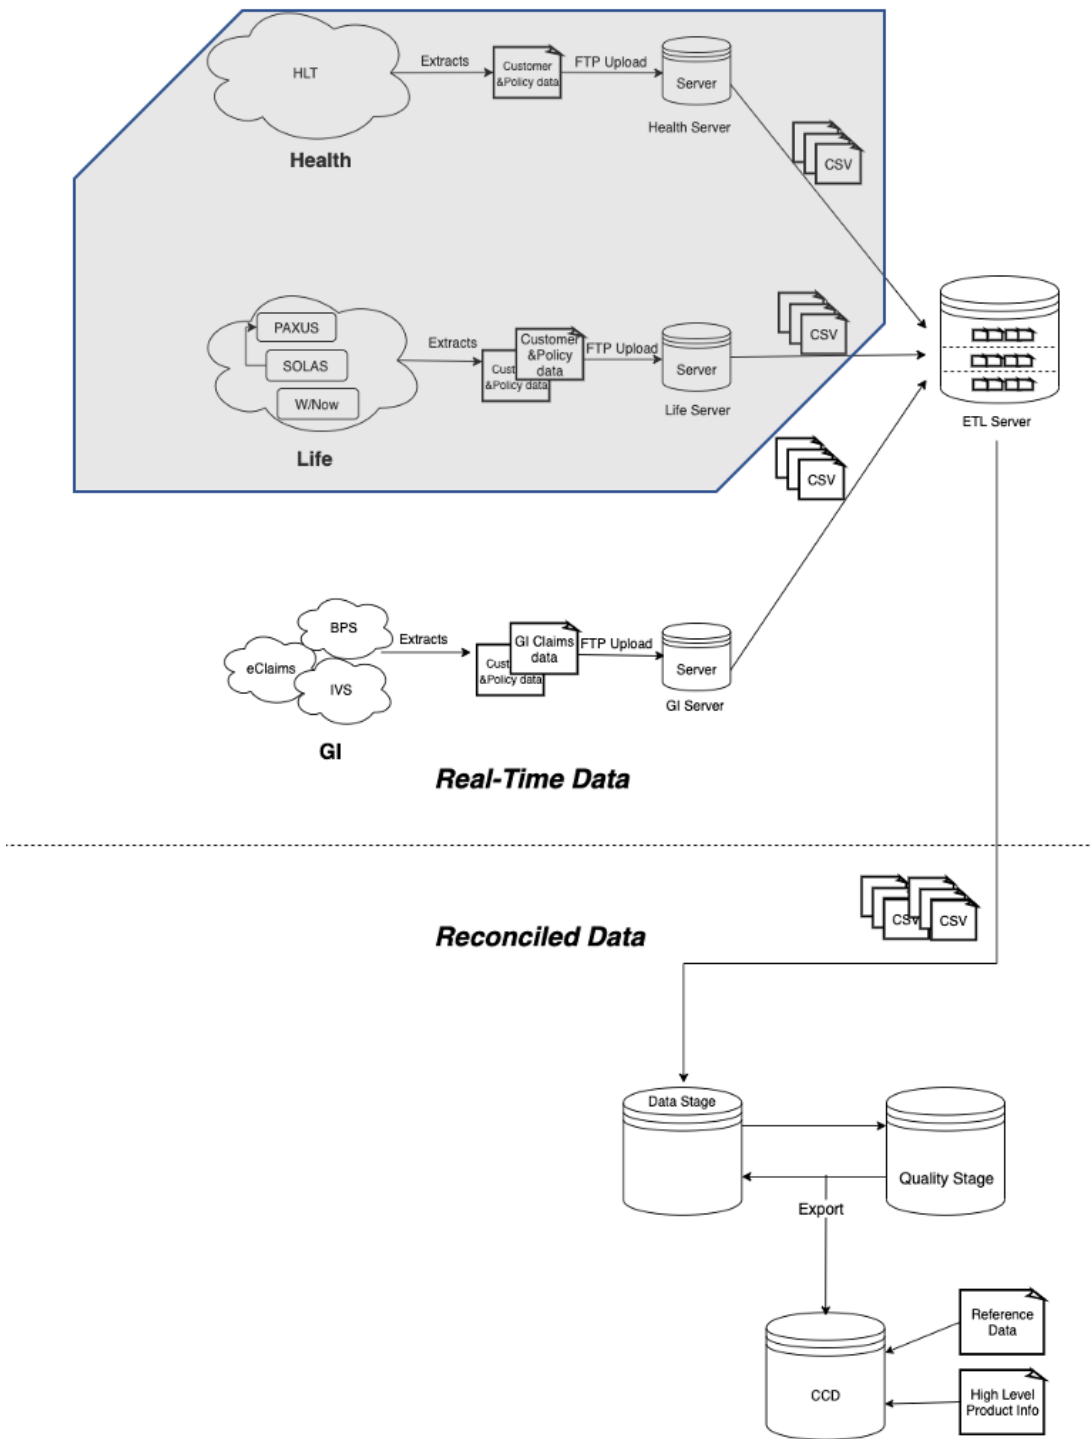 HLT
Extracts
Customer
&Policy data
FTP Upload
Server
Health Server
Health
CSV
PAXUS
SOLAS
W/Now
Extracts
Customer
&Policy
data
&Policy data
FTP Upload
Server
Life Server
Life
CSV
ETL Server
CSV
BPS
eClaims
IVS
Extracts
GI Claims
data
&Policy data
FTP Upload
Server
GI Server
GI
Real-Time Data
Reconciled Data
CSV
CSV
Data Stage
Quality Stage
Export
Reference
Data
CCD
High Level
Product Info